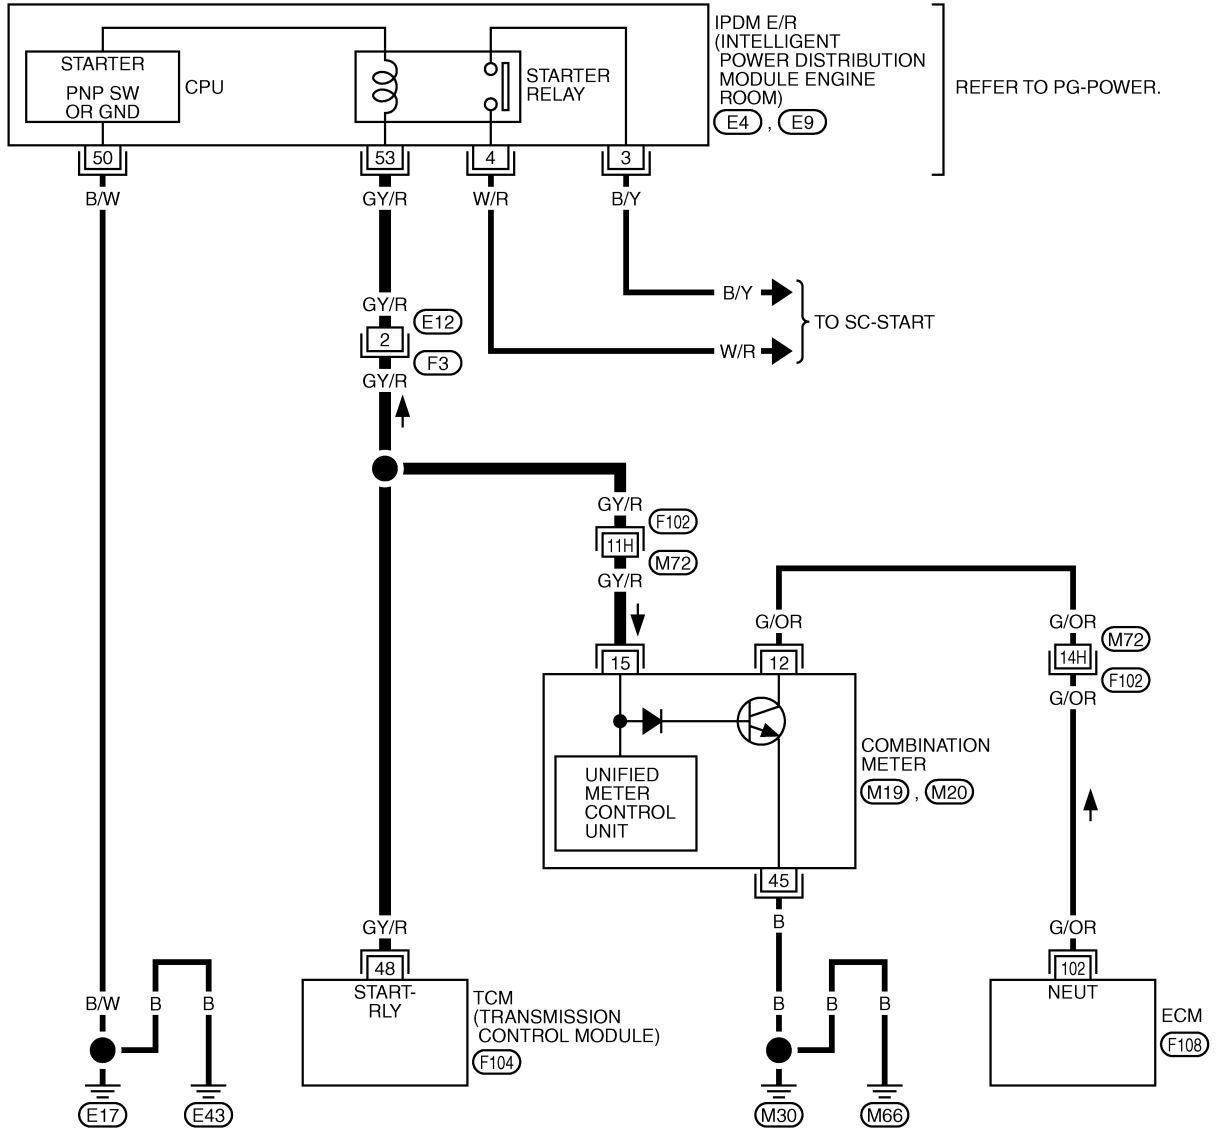 IPDM E/R
(INTELLIGENT
POWER DISTRIBUTION
MODULE ENGINE
ROOM)
E4 , E9
REFER TO PG-POWER.
STARTER
PNP SW
OR GND
CPU
STARTER
RELAY
50
53
4
3
B/W
GY/R
W/R
B/Y
B/Y
W/R
TO SC-START
GY/R
2
E12
F3
GY/R
GY/R
F102
11H
M72
GY/R
15
G/OR
12
G/OR
M72
14H
F102
G/OR
UNIFIED
METER
CONTROL
UNIT
COMBINATION
METER
M19 , M20
45
B
GY/R
48
START-
RLY
TCM
(TRANSMISSION
CONTROL MODULE)
F104
G/OR
102
NEUT
ECM
F108
B/W
B
B
B
B
B
E17
E43
M30
M66